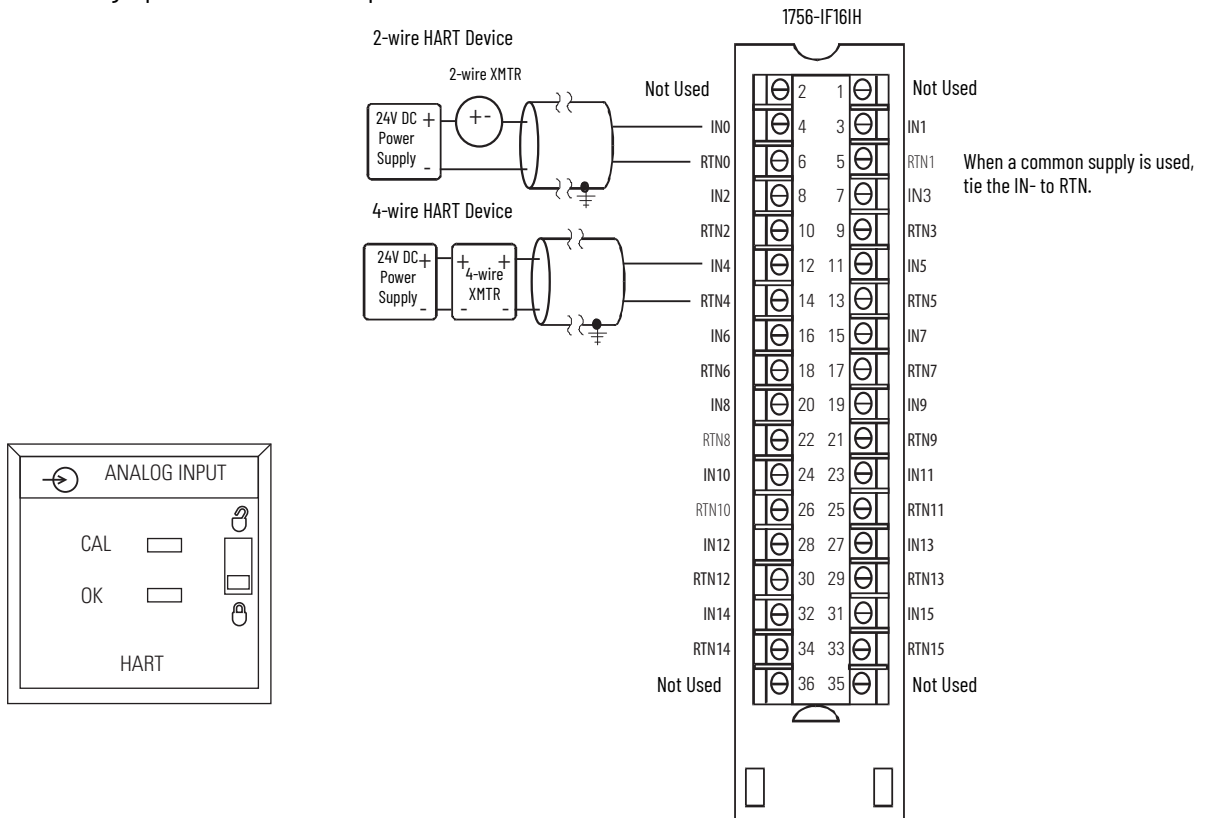 1756-IF16IH
2-wire HART Device
2-wire XMTR
24V DC
Power
Supply
+
-
+ -
4-wire HART Device
24V DC
Power
Supply
+
-
+ +
4-wire
XMTR
- -
Not Used 2 1 Not Used
IN0 4 3 IN1
RTN0 6 5 RTN1
IN2 8 7 IN3
RTN2 10 9 RTN3
IN4 12 11 IN5
RTN4 14 13 RTN5
IN6 16 15 IN7
RTN6 18 17 RTN7
IN8 20 19 IN9
RTN8 22 21 RTN9
IN10 24 23 IN11
RTN10 26 25 RTN11
IN12 28 27 IN13
RTN12 30 29 RTN13
IN14 32 31 IN15
RTN14 34 33 RTN15
Not Used 36 35 Not Used
When a common supply is used,
tie the IN- to RTN.
ANALOG INPUT
CAL
OK
HART